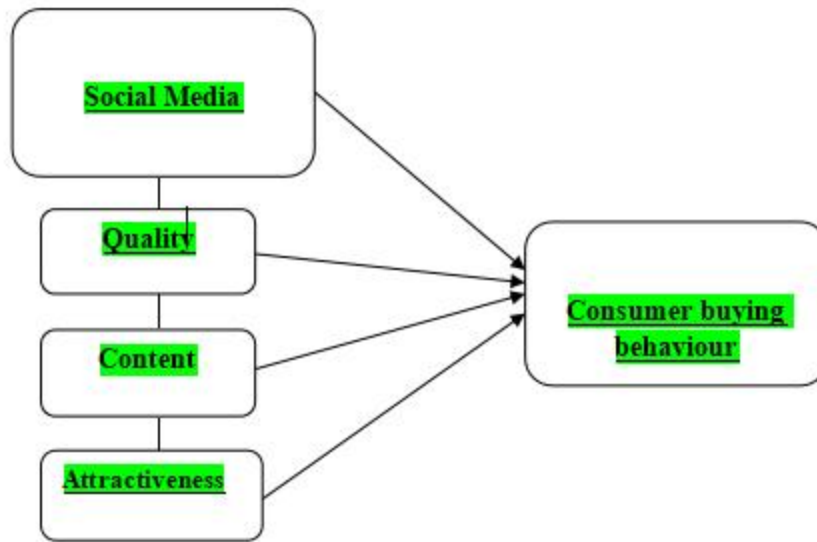 Social Media
Quality
Content
Attractiveness
Consumer buying
behaviour